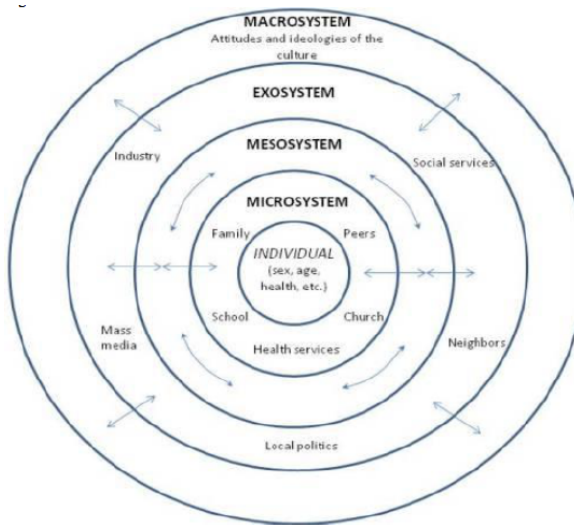 MACROSYSTEM
Attitudes and ideologies of the
culture
EXOSYSTEM
MESOSYSTEM
Industry
Social services
MICROSYSTEM
Family
Peers
INDIVIDUAL
(sex, age,
health, etc.)
School
Church
Mass
media
Health services
Neighbors
Local politics